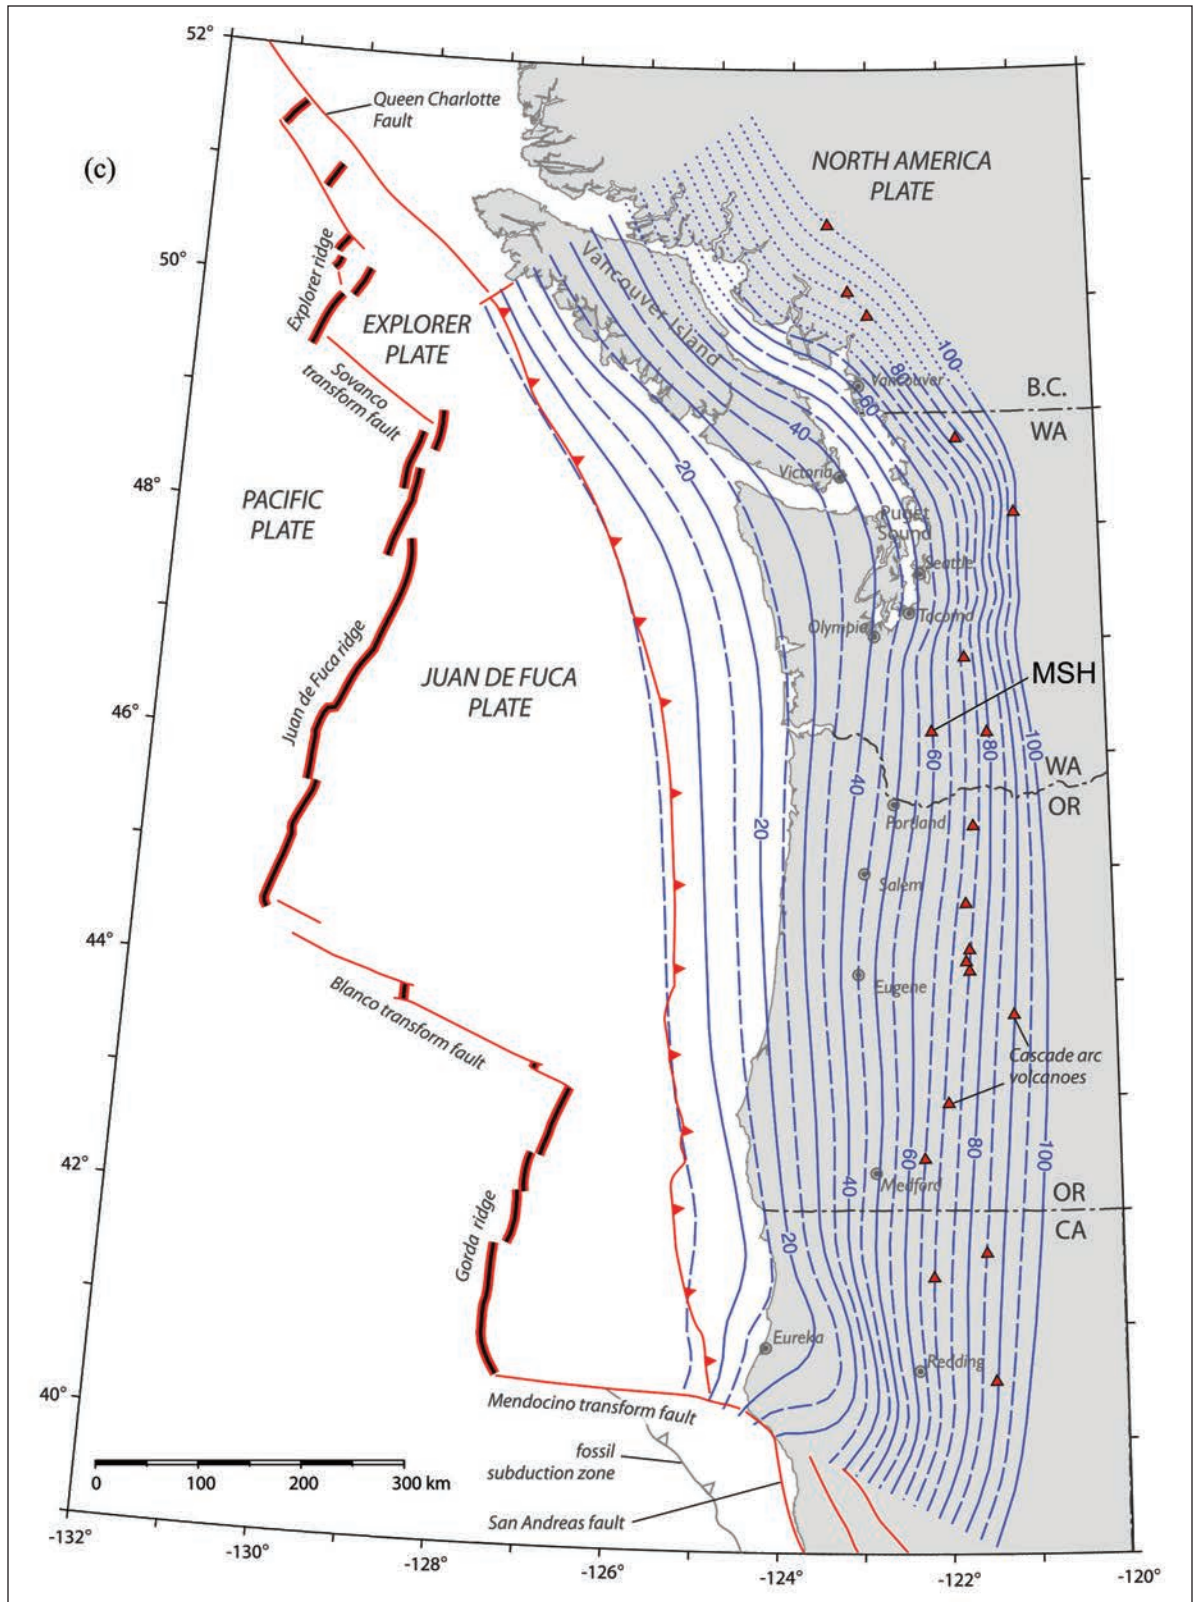 52°
Queen Charlotte
Fault
(c)
NORTH AMERICA
PLATE
50°
Explorer ridge
Vancouver Island
EXPLORER
PLATE
100
80
Vancouver
60
B.C.
WA
Sovanco
transform fault
40
20
Victoria
48°
PACIFIC
PLATE
Puget
Sound
Seattle
Tacoma
Olympia
Juan de Fuca ridge
JUAN DE FUCA
PLATE
MSH
46°
60
80
100
WA
OR
40
20
Portland
Salem
44°
Eugene
Blanco transform fault
Cascade arc
volcanoes
42°
Medford
40
60
80
100
OR
CA
Gorda ridge
20
Eureka
Redding
40°
Mendocino transform fault
fossil
subduction zone
0
100
200
300 km
San Andreas fault
-132°
-130°
-128°
-126°
-124°
-122°
-120°